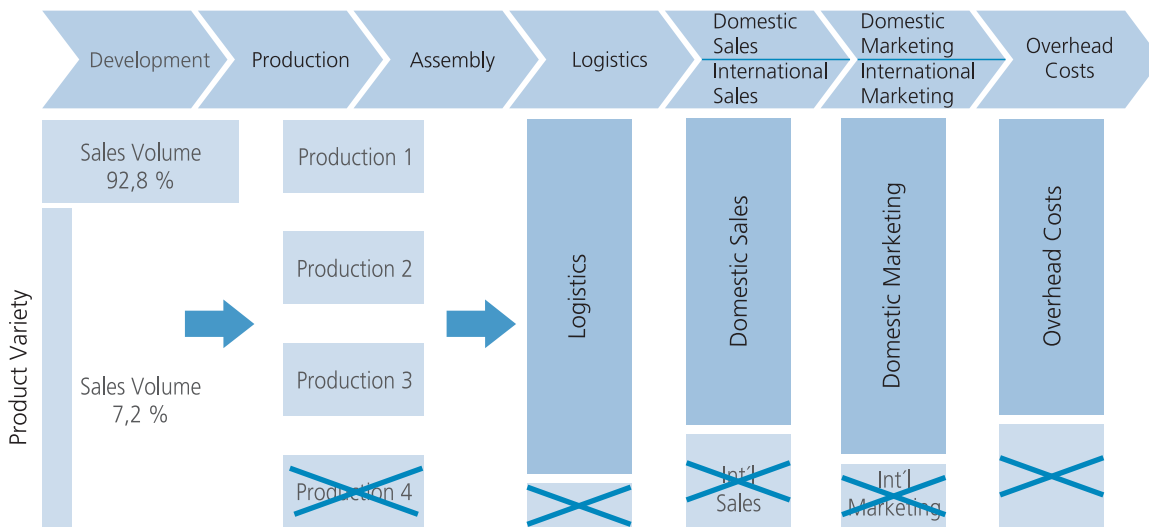 Development
Production
Assembly
Logistics
Domestic
Sales
International
Sales
Domestic
Marketing
International
Marketing
Overhead
Costs
Sales Volume
92,8 %
Product Variety
Sales Volume
7,2 %
Production 1
Production 2
Production 3
Production 4
Logistics
Domestic Sales
Int´l
Sales
Domestic Marketing
Int´l
Marketing
Overhead Costs